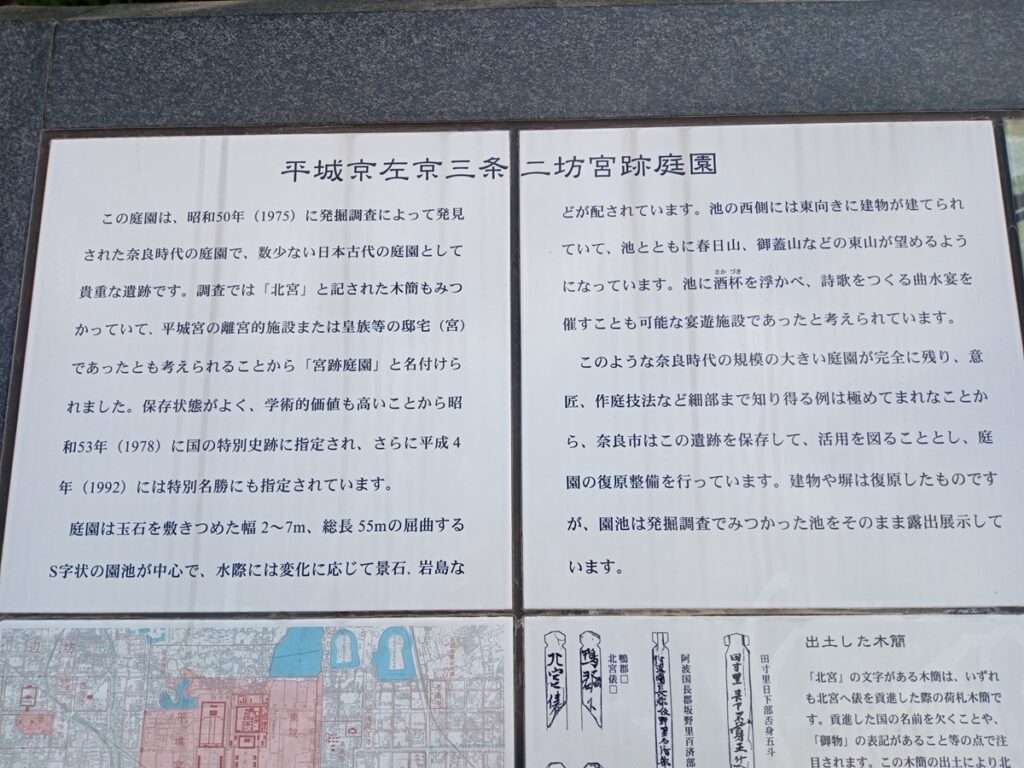 平城京左京三条二坊宮跡庭園
この庭園は、昭和50年（1975）に発掘調査によって発見
された奈良時代の庭園で、数少ない日本古代の庭園として
貴重な遺跡です。調査では「北宮」と記された木簡もみつ
かっていて、平城宮の離宮的施設または皇族等の邸宅（宮）
であったとも考えられることから「宮跡庭園」と名付けら
れました。保存状態がよく、学術的価値も高いことから昭
和53年（1978）に国の特別史跡に指定され、さらに平成４
年（1992）には特別名勝にも指定されています。
庭園は玉石を敷きつめた幅２～7m、総長55mの屈曲する
S字状の園池が中心で、水際には変化に応じて景石、岩島な
どが配されています。池の西側には東向きに建物が建てられ
ていて、池とともに春日山、御蓋山などの東山が望めるよう
さか づき
になっています。池に酒杯を浮かべ、詩歌をつくる曲水宴を
催すことも可能な宴遊施設であったと考えられています。
このような奈良時代の規模の大きい庭園が完全に残り、意
匠、作庭技法など細部まで知り得る例は極めてまれなことか
ら、奈良市はこの遺跡を保存して、活用を図ることとし、庭
園の復原整備を行っています。建物や塀は復原したものです
が、園池は発掘調査でみつかった池をそのまま露出展示して
います。
東院
平城宮
鴨郡□
北宮俵□
阿波国長郡坂野里百済部
田寸里日下部否身五斗
出土した木簡
「北宮」の文字がある木簡は、いずれ
も北宮へ俵を貢進した際の荷札木簡で
す。貢進した国の名前を欠くことや、
「御物」の表記があること等の点で注
目されます。この木簡の出土により北